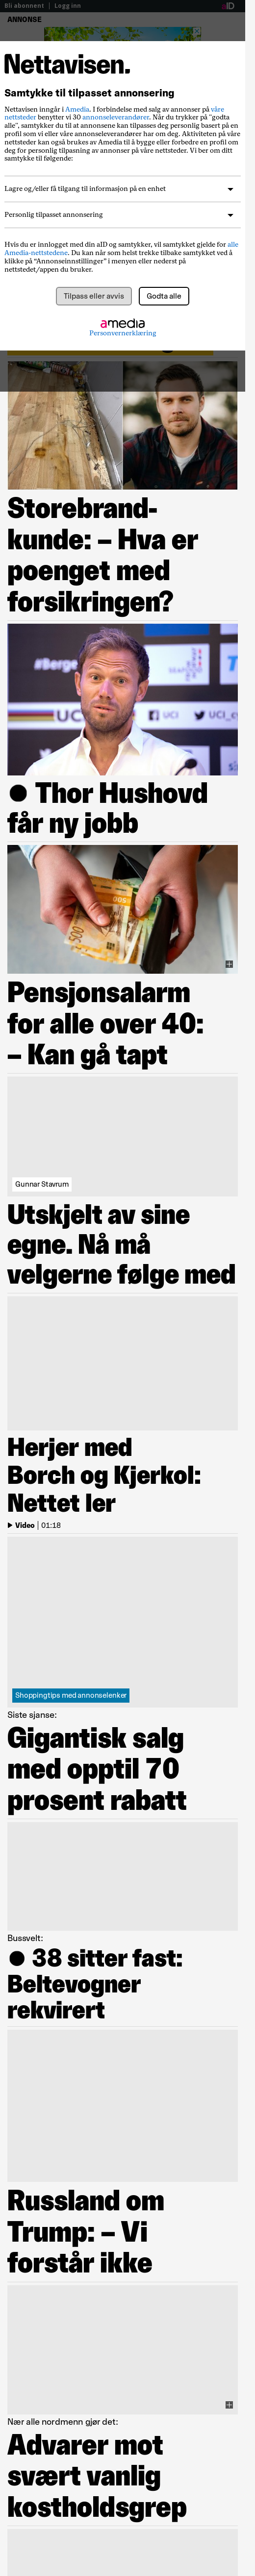 Bli abonnent | Logg inn
aID
ANNONSE
Nettavisen.
Samtykke til tilpasset annonsering
Nettavisen inngår i Amedia. I forbindelse med salg av annonser på våre
nettsteder benytter vi 30 annonseleverandører. Når du trykker på "godta
alle", samtykker du til at annonsene kan tilpasses deg personlig basert på en
profil som vi eller våre annonseleverandører har om deg. Aktiviteten på våre
nettsteder kan også brukes av Amedia til å bygge eller forbedre en profil om
deg for personlig tilpasning av annonser på våre nettsteder. Vi ber om ditt
samtykke til følgende:
Lagre og/eller få tilgang til informasjon på en enhet
Personlig tilpasset annonsering
Hvis du er innlogget med din aID og samtykker, vil samtykket gjelde for alle
Amedia-nettstedene. Du kan når som helst trekke tilbake samtykket ved å
klikke på “Annonseinnstillinger” i menyen eller nederst på
nettstedet/appen du bruker.
Tilpass eller avvis
Godta alle
amedia
Personvernerklæring
Storebrand-
kunde: – Hva er
poenget med
forsikringen?
#Berge
UCI
UCI
● Thor Hushovd
får ny jobb
500
Pensjonsalarm
for alle over 40:
– Kan gå tapt
Gunnar Stavrum
Utskjelt av sine
egne. Nå må
velgerne følge med
Herjer med
Borch og Kjerkol:
Nettet ler
Video | 01:18
Shoppingtips med annonselenker
Siste sjanse:
Gigantisk salg
med opptil 70
prosent rabatt
Bussvelt:
● 38 sitter fast:
Beltevogner
rekvirert
Russland om
Trump: – Vi
forstår ikke
Nær alle nordmenn gjør det:
Advarer mot
svært vanlig
kostholdsgrep